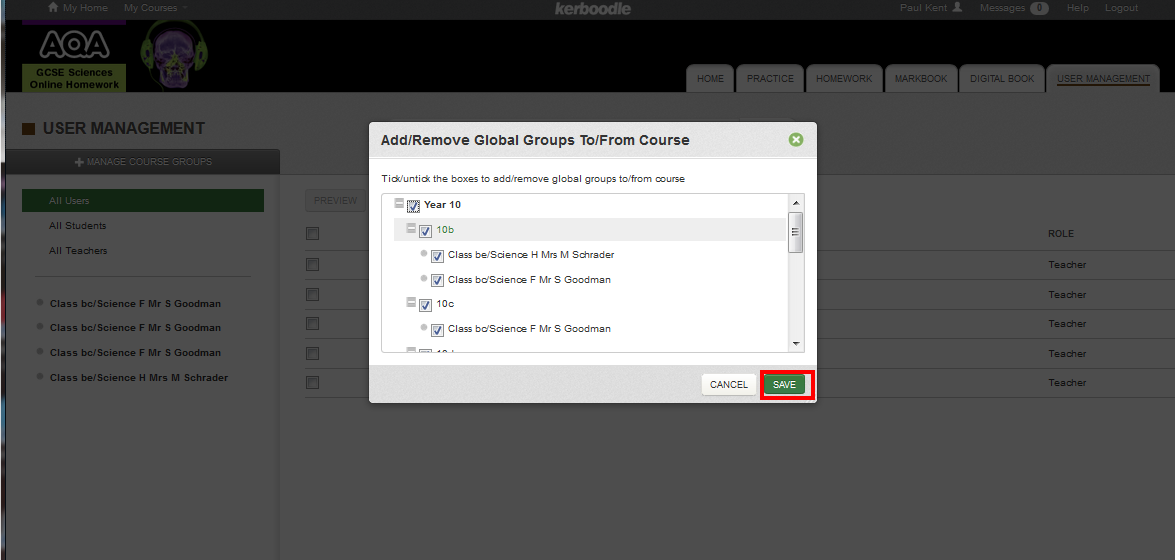 My Home My Courses kerboodle Paul Kent Messages 0 Help Logout
AQA
GCSE Sciences
Online Homework
HOME PRACTICE HOMEWORK MARKBOOK DIGITAL BOOK USER MANAGEMENT
USER MANAGEMENT
MANAGE COURSE GROUPS
All Users
All Students
All Teachers
Class bc/Science F Mr S Goodman
Class bc/Science F Mr S Goodman
Class bc/Science F Mr S Goodman
Class be/Science H Mrs M Schrader
PREVIEW
Add/Remove Global Groups To/From Course
Tick/untick the boxes to add/remove global groups to/from course
Year 10
10b
Class be/Science H Mrs M Schrader
Class bc/Science F Mr S Goodman
10c
Class bc/Science F Mr S Goodman
CANCEL SAVE
ROLE
Teacher
Teacher
Teacher
Teacher
Teacher